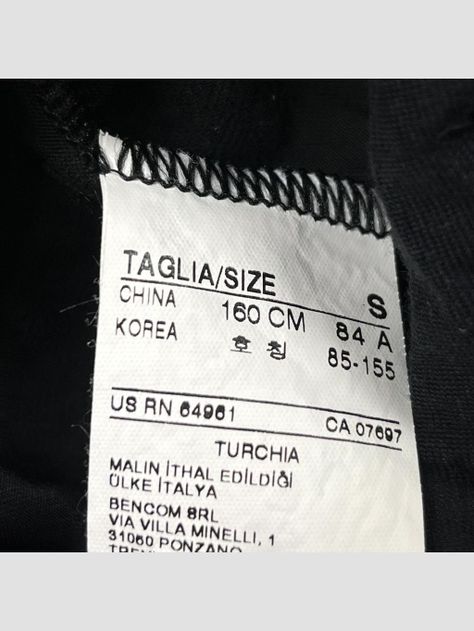 TAGLIA/SIZE S
CHINA 160 CM 84 A
KOREA 호칭 85-155
US RN 64961 CA 07697
TURCHIA
MALIN İTHAL EDİLDİĞİ
ÜLKE İTALYA
BENCOM SRL
VIA VILLA MINELLI, 1
31060 PONZANO